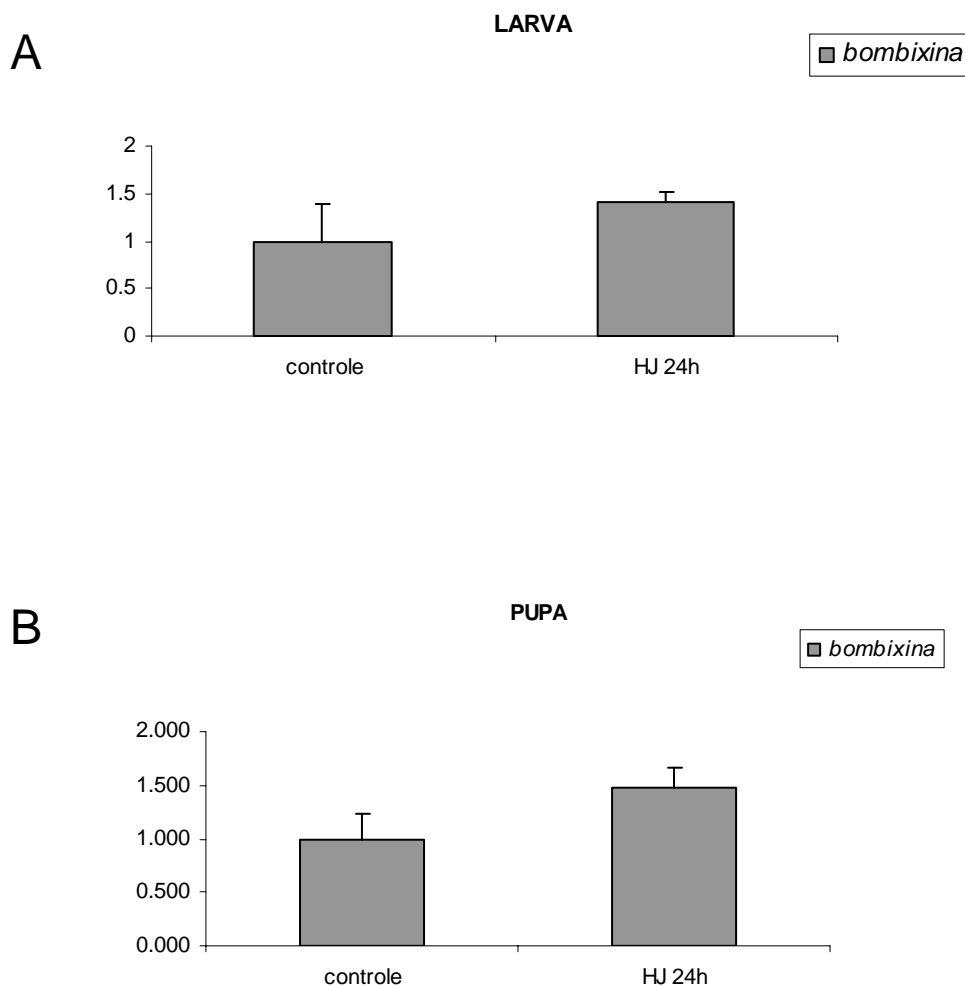 LARVA
A
bombixina
2
1.5
1
0.5
0
controle HJ 24h
PUPA
B
bombixina
2.000
1.500
1.000
0.500
0.000
controle HJ 24h